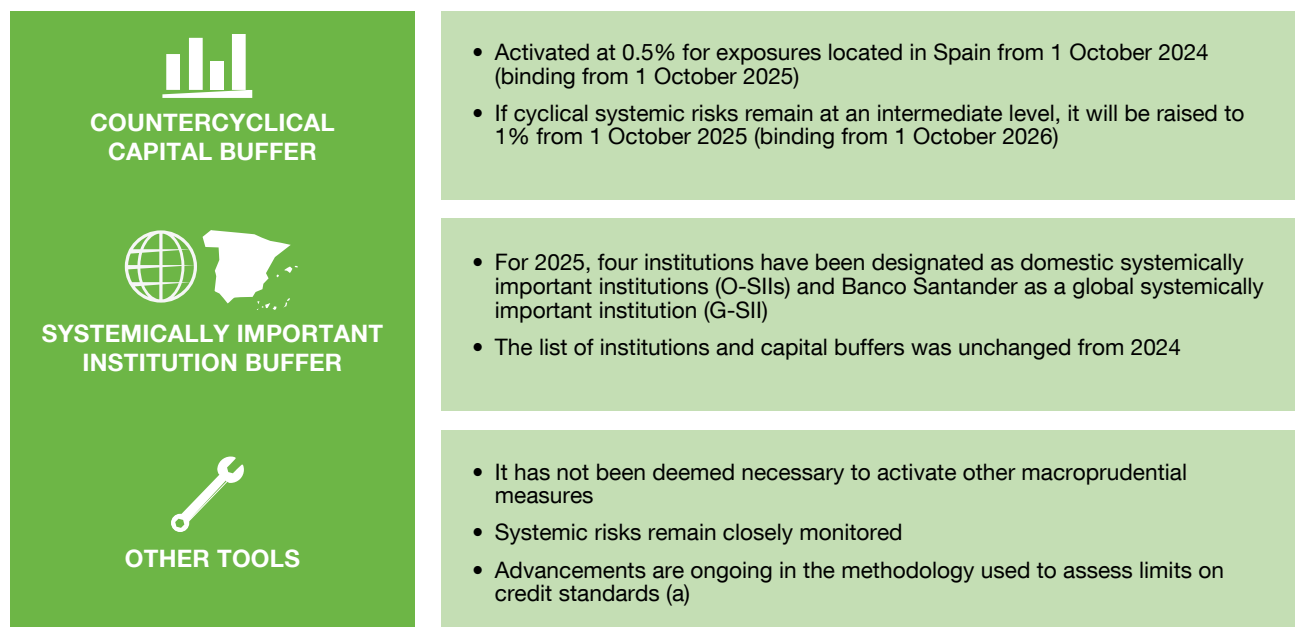 COUNTERCYCLICAL
CAPITAL BUFFER
• Activated at 0.5% for exposures located in Spain from 1 October 2024
(binding from 1 October 2025)
• If cyclical systemic risks remain at an intermediate level, it will be raised to
1% from 1 October 2025 (binding from 1 October 2026)
SYSTEMICALLY IMPORTANT
INSTITUTION BUFFER
• For 2025, four institutions have been designated as domestic systemically
important institutions (O-SIIs) and Banco Santander as a global systemically
important institution (G-SII)
• The list of institutions and capital buffers was unchanged from 2024
OTHER TOOLS
• It has not been deemed necessary to activate other macroprudential
measures
• Systemic risks remain closely monitored
• Advancements are ongoing in the methodology used to assess limits on
credit standards (a)